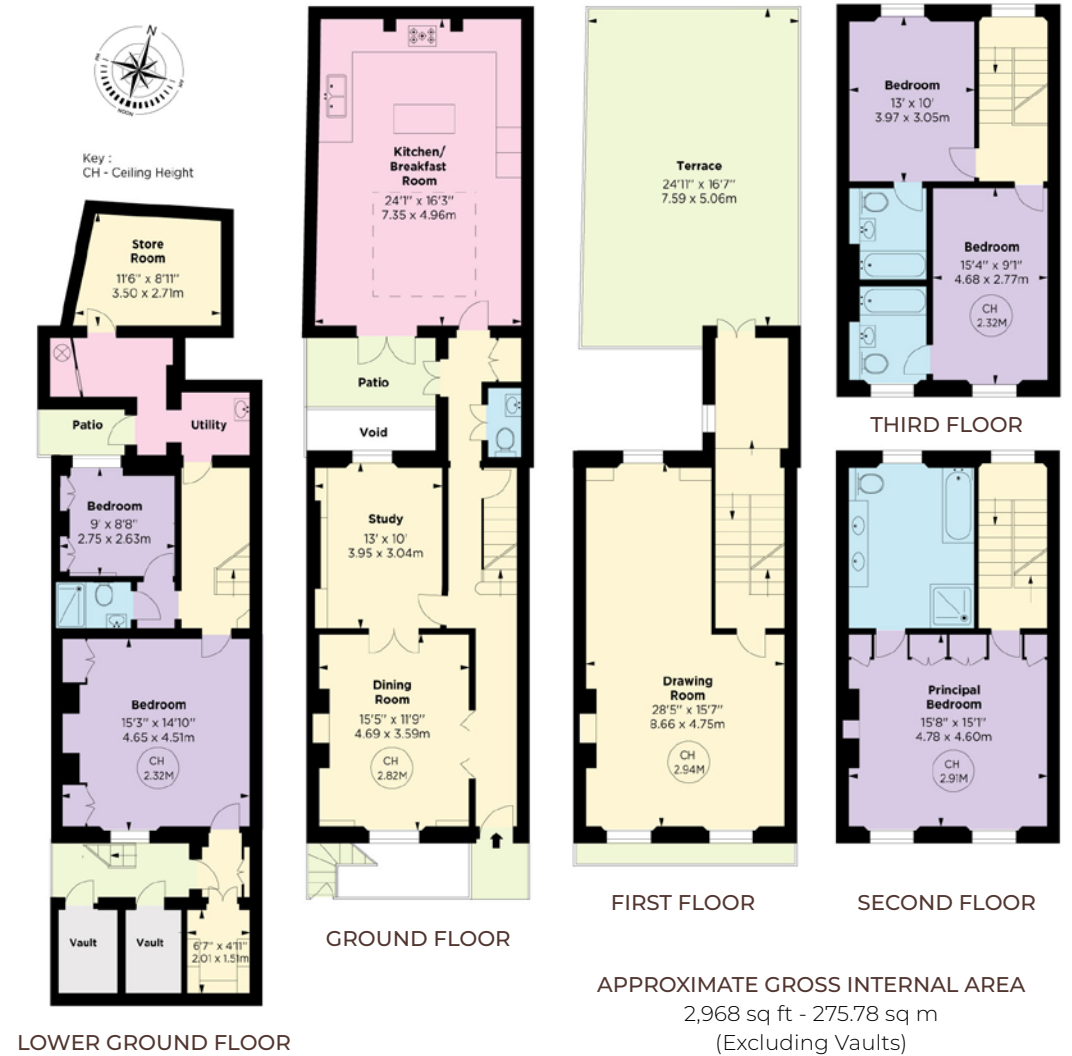 N
NOON
Key :
CH - Ceiling Height
Store
Room
11'6" x 8'11"
3.50 x 2.71m
Patio
Utility
Bedroom
9' x 8'8"
2.75 x 2.63m
Bedroom
15'3" x 14'10"
4.65 x 4.51m
CH
2.32M
Vault
Vault
6'7" x 4'11"
2.01 x 1.51m
LOWER GROUND FLOOR
Kitchen/
Breakfast
Room
24'1" x 16'3"
7.35 x 4.96m
Patio
Void
Study
13' x 10'
3.95 x 3.04m
Dining
Room
15'5" x 11'9"
4.69 x 3.59m
CH
2.82M
GROUND FLOOR
Terrace
24'11" x 16'7"
7.59 x 5.06m
Drawing
Room
28'5" x 15'7"
8.66 x 4.75m
CH
2.94M
FIRST FLOOR
Bedroom
13' x 10'
3.97 x 3.05m
Bedroom
15'4" x 9'1"
4.68 x 2.77m
CH
2.32M
THIRD FLOOR
Principal
Bedroom
15'8" x 15'1"
4.78 x 4.60m
CH
2.91M
SECOND FLOOR
APPROXIMATE GROSS INTERNAL AREA
2,968 sq ft - 275.78 sq m
(Excluding Vaults)